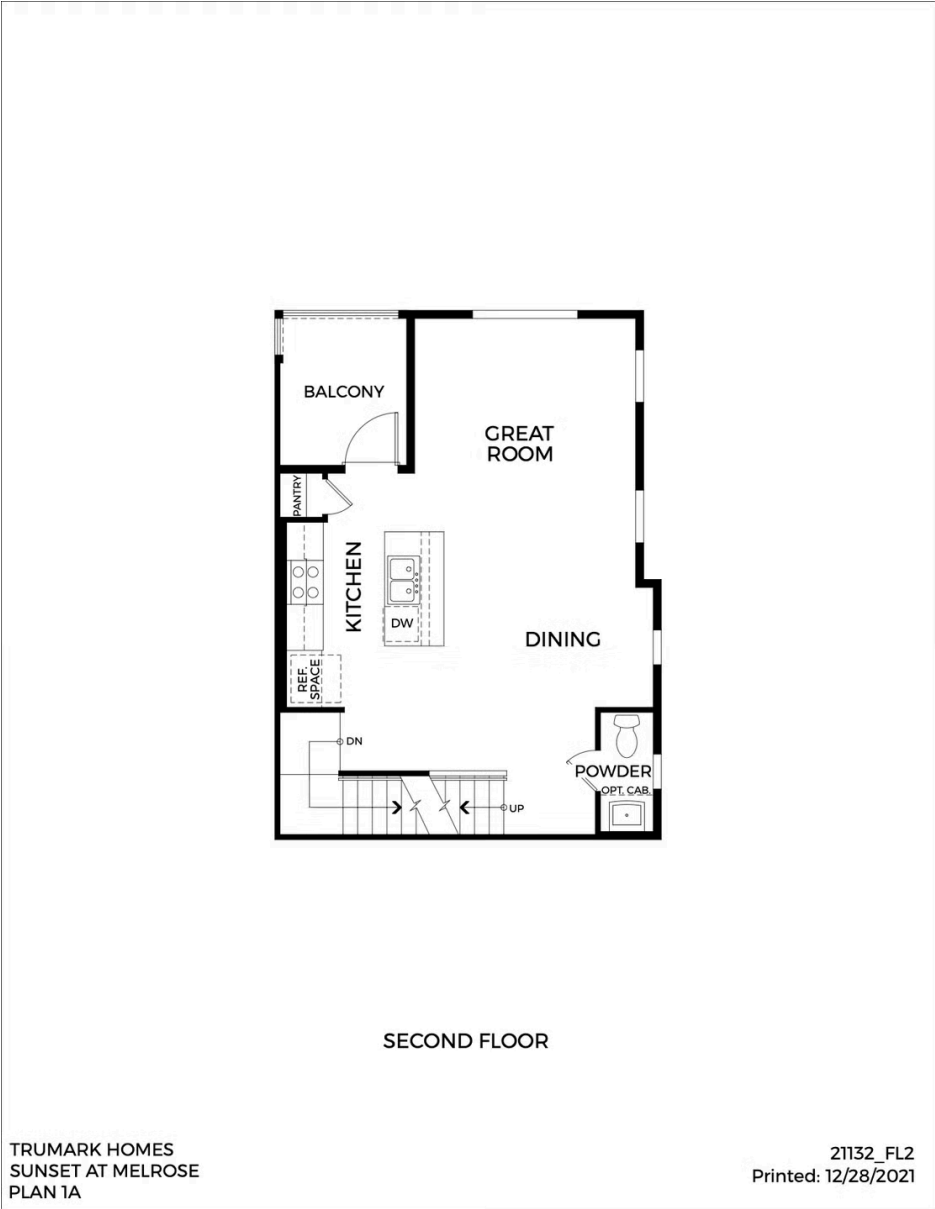 BALCONY
GREAT
ROOM
PANTRY
KITCHEN
DW
DINING
REF.
SPACE
DN
POWDER
OPT. CAB.
UP
SECOND FLOOR
TRUMARK HOMES
SUNSET AT MELROSE
PLAN 1A
21132_FL2
Printed: 12/28/2021